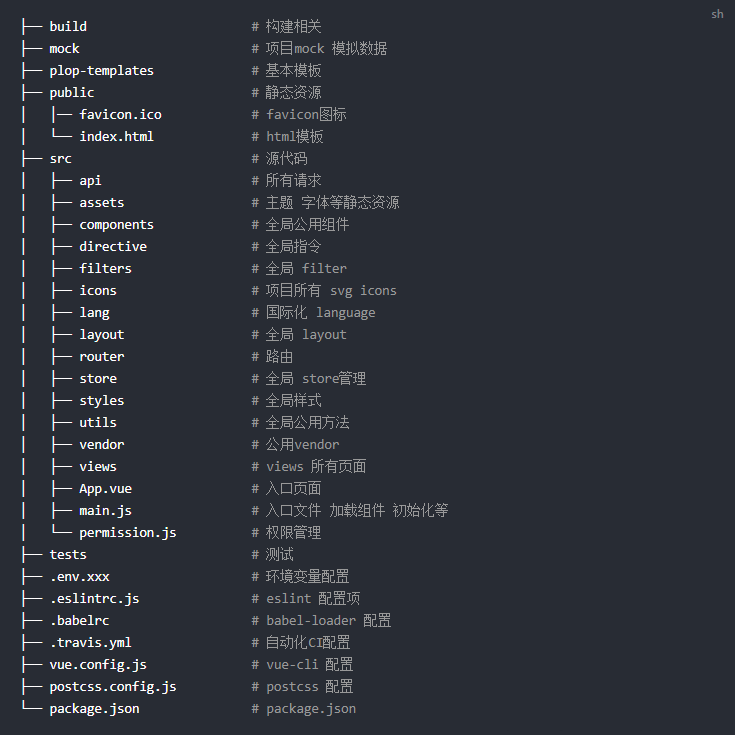 sh
├── build                      # 构建相关
├── mock                       # 项目mock 模拟数据
├── plop-templates             # 基本模板
├── public                     # 静态资源
│   │── favicon.ico            # favicon图标
│   └── index.html             # html模板
├── src                        # 源代码
│   ├── api                    # 所有请求
│   ├── assets                 # 主题 字体等静态资源
│   ├── components             # 全局公用组件
│   ├── directive              # 全局指令
│   ├── filters                # 全局 filter
│   ├── icons                  # 项目所有 svg icons
│   ├── lang                   # 国际化 language
│   ├── layout                 # 全局 layout
│   ├── router                 # 路由
│   ├── store                  # 全局 store管理
│   ├── styles                 # 全局样式
│   ├── utils                  # 全局公用方法
│   ├── vendor                 # 公用vendor
│   ├── views                  # views 所有页面
│   ├── App.vue                # 入口页面
│   ├── main.js                # 入口文件 加载组件 初始化等
│   └── permission.js          # 权限管理
├── tests                      # 测试
├── .env.xxx                   # 环境变量配置
├── .eslintrc.js               # eslint 配置项
├── .babelrc                   # babel-loader 配置
├── .travis.yml                # 自动化CI配置
├── vue.config.js              # vue-cli 配置
├── postcss.config.js          # postcss 配置
└── package.json               # package.json